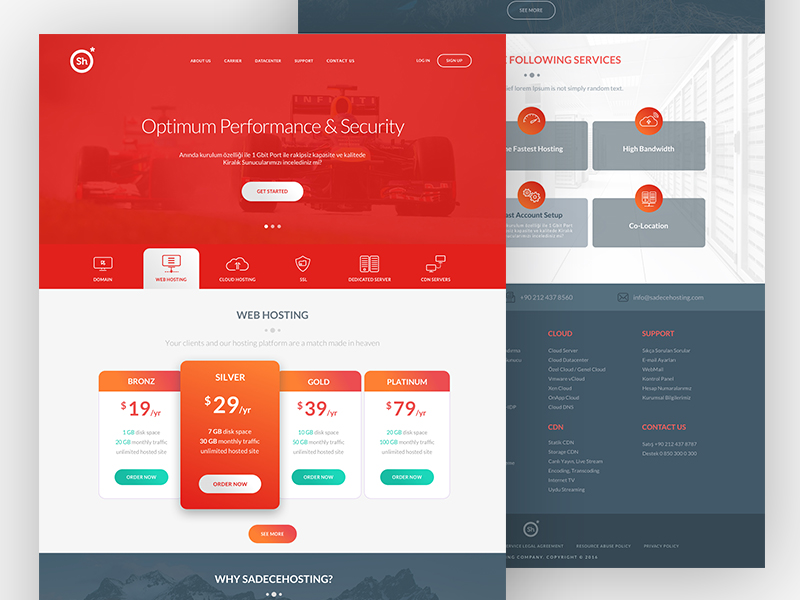 Sh
ABOUT US
CARRIER
DATACENTER
SUPPORT
CONTACT US
LOG IN
SIGN UP
INFINITI
Optimum Performance & Security
Anında kurulum özelliği ile 1 Gbit Port ile rakipsiz kapasite ve kalitede
Kiralık Sunucularımızı incelediniz mi?
GET STARTED
DOMAIN
WEB HOSTING
CLOUD HOSTING
SSL
DEDICATED SERVER
CDN SERVERS
WEB HOSTING
Your clients and our hosting platform are a match made in heaven
BRONZ
$19/yr
1 GB disk space
20 GB monthly traffic
unlimited hosted site
ORDER NOW
SILVER
$29/yr
7 GB disk space
30 GB monthly traffic
unlimited hosted site
ORDER NOW
GOLD
$39/yr
10 GB disk space
50 GB monthly traffic
unlimited hosted site
ORDER NOW
PLATINUM
$79/yr
20 GB disk space
100 GB monthly traffic
unlimited hosted site
ORDER NOW
SEE MORE
WHY SADECEHOSTING?
SEE MORE
FOLLOWING SERVICES
lief lorem Ipsum is not simply random text.
ne Fastest Hosting
High Bandwidth
ast Account Setup
Co-Location
+90 212 437 8560
info@sadecehosting.com
CLOUD
Cloud Server
Cloud Datacenter
Özel Cloud / Genel Cloud
Vmware vCloud
Xen Cloud
OnApp Cloud
Cloud DNS
SUPPORT
Sıkça Sorulan Sorular
E-mail Ayarları
WebMail
Kontrol Panel
Hesap Numaralarımız
Kurumsal Bilgilerimiz
CDN
Statik CDN
Storage CDN
Canlı Yayın, Live Stream
Encoding, Transcoding
Internet TV
Uydu Streaming
CONTACT US
Satış +90 212 437 8787
Destek 0 850 300 0 300
Sh
SERVICE LEGAL AGREEMENT
RESOURCE ABUSE POLICY
PRIVACY POLICY
NG COMPANY. COPYRIGHT © 2016